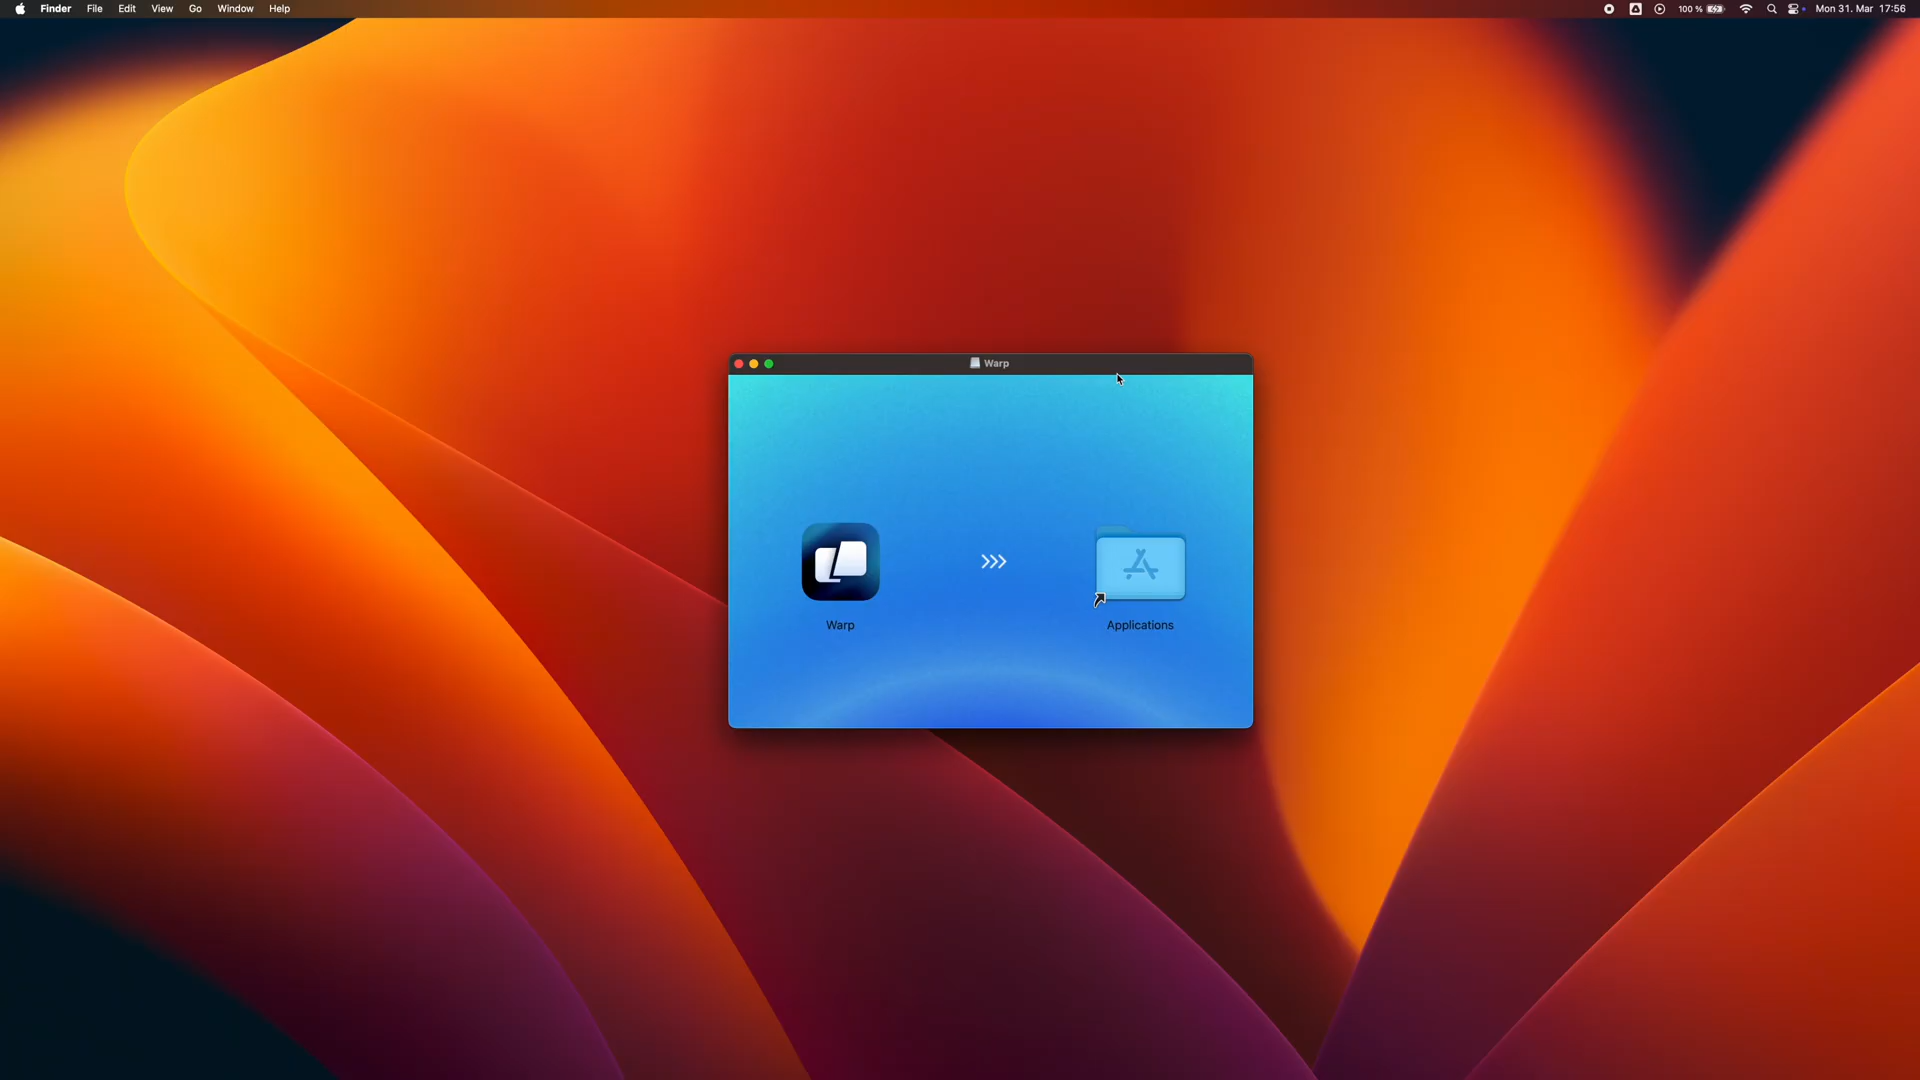 Finder File Edit View Go Window Help 100 % Mon 31. Mar 17:56
Warp
Warp
Applications